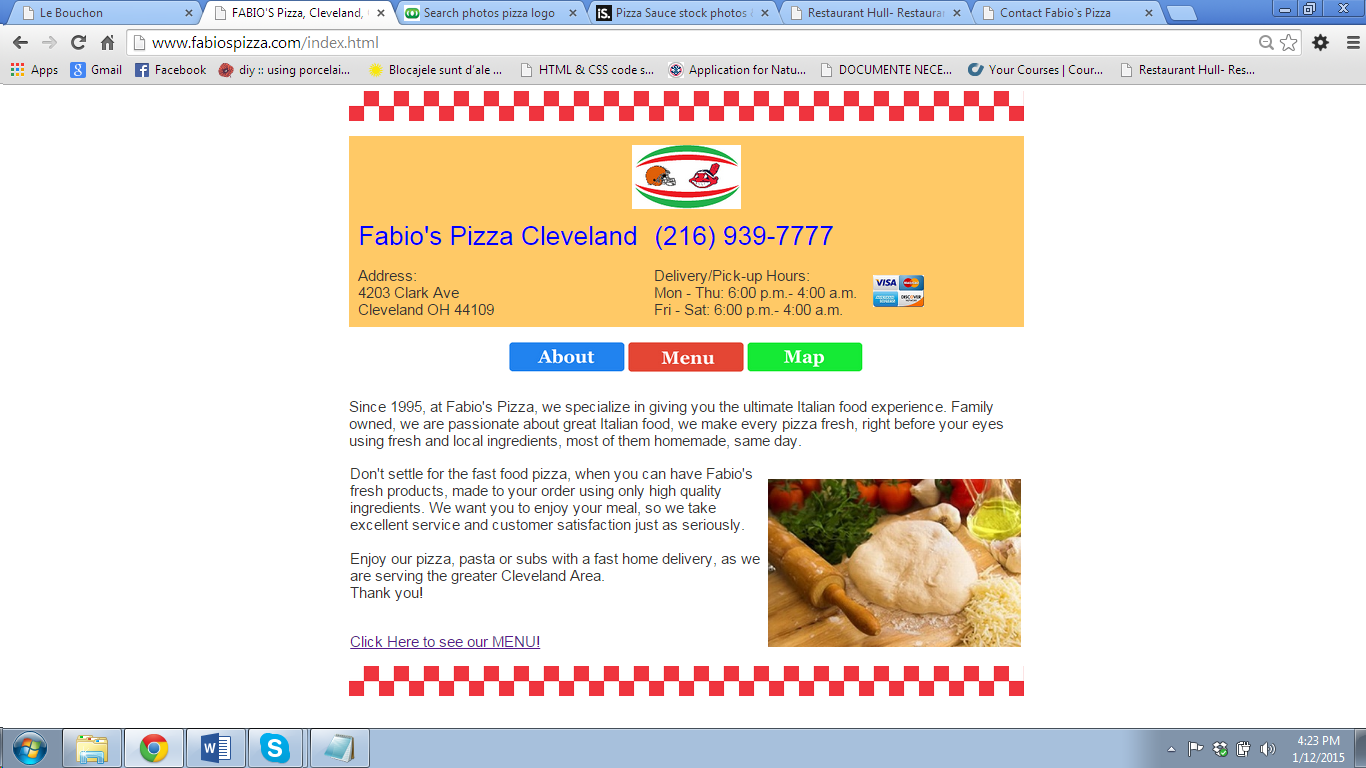 Le Bouchon
FABIO'S Pizza, Cleveland,
Search photos pizza logo
iS. Pizza Sauce stock photos
Restaurant Hull- Restaura
Contact Fabio`s Pizza
www.fabiospizza.com/index.html
Apps Gmail Facebook diy :: using porcelai... Blocajele sunt d'ale ... HTML & CSS code s... Application for Natu... DOCUMENTE NECE... Your Courses | Cour... Restaurant Hull- Res...
Fabio's Pizza Cleveland (216) 939-7777
Address:
4203 Clark Ave
Cleveland OH 44109
Delivery/Pick-up Hours:
Mon - Thu: 6:00 p.m.- 4:00 a.m.
Fri - Sat: 6:00 p.m.- 4:00 a.m.
VISA
DISCOVER
About Menu Map
Since 1995, at Fabio's Pizza, we specialize in giving you the ultimate Italian food experience. Family
owned, we are passionate about great Italian food, we make every pizza fresh, right before your eyes
using fresh and local ingredients, most of them homemade, same day.
Don't settle for the fast food pizza, when you can have Fabio's
fresh products, made to your order using only high quality
ingredients. We want you to enjoy your meal, so we take
excellent service and customer satisfaction just as seriously.
Enjoy our pizza, pasta or subs with a fast home delivery, as we
are serving the greater Cleveland Area.
Thank you!
Click Here to see our MENU!
4:23 PM
1/12/2015